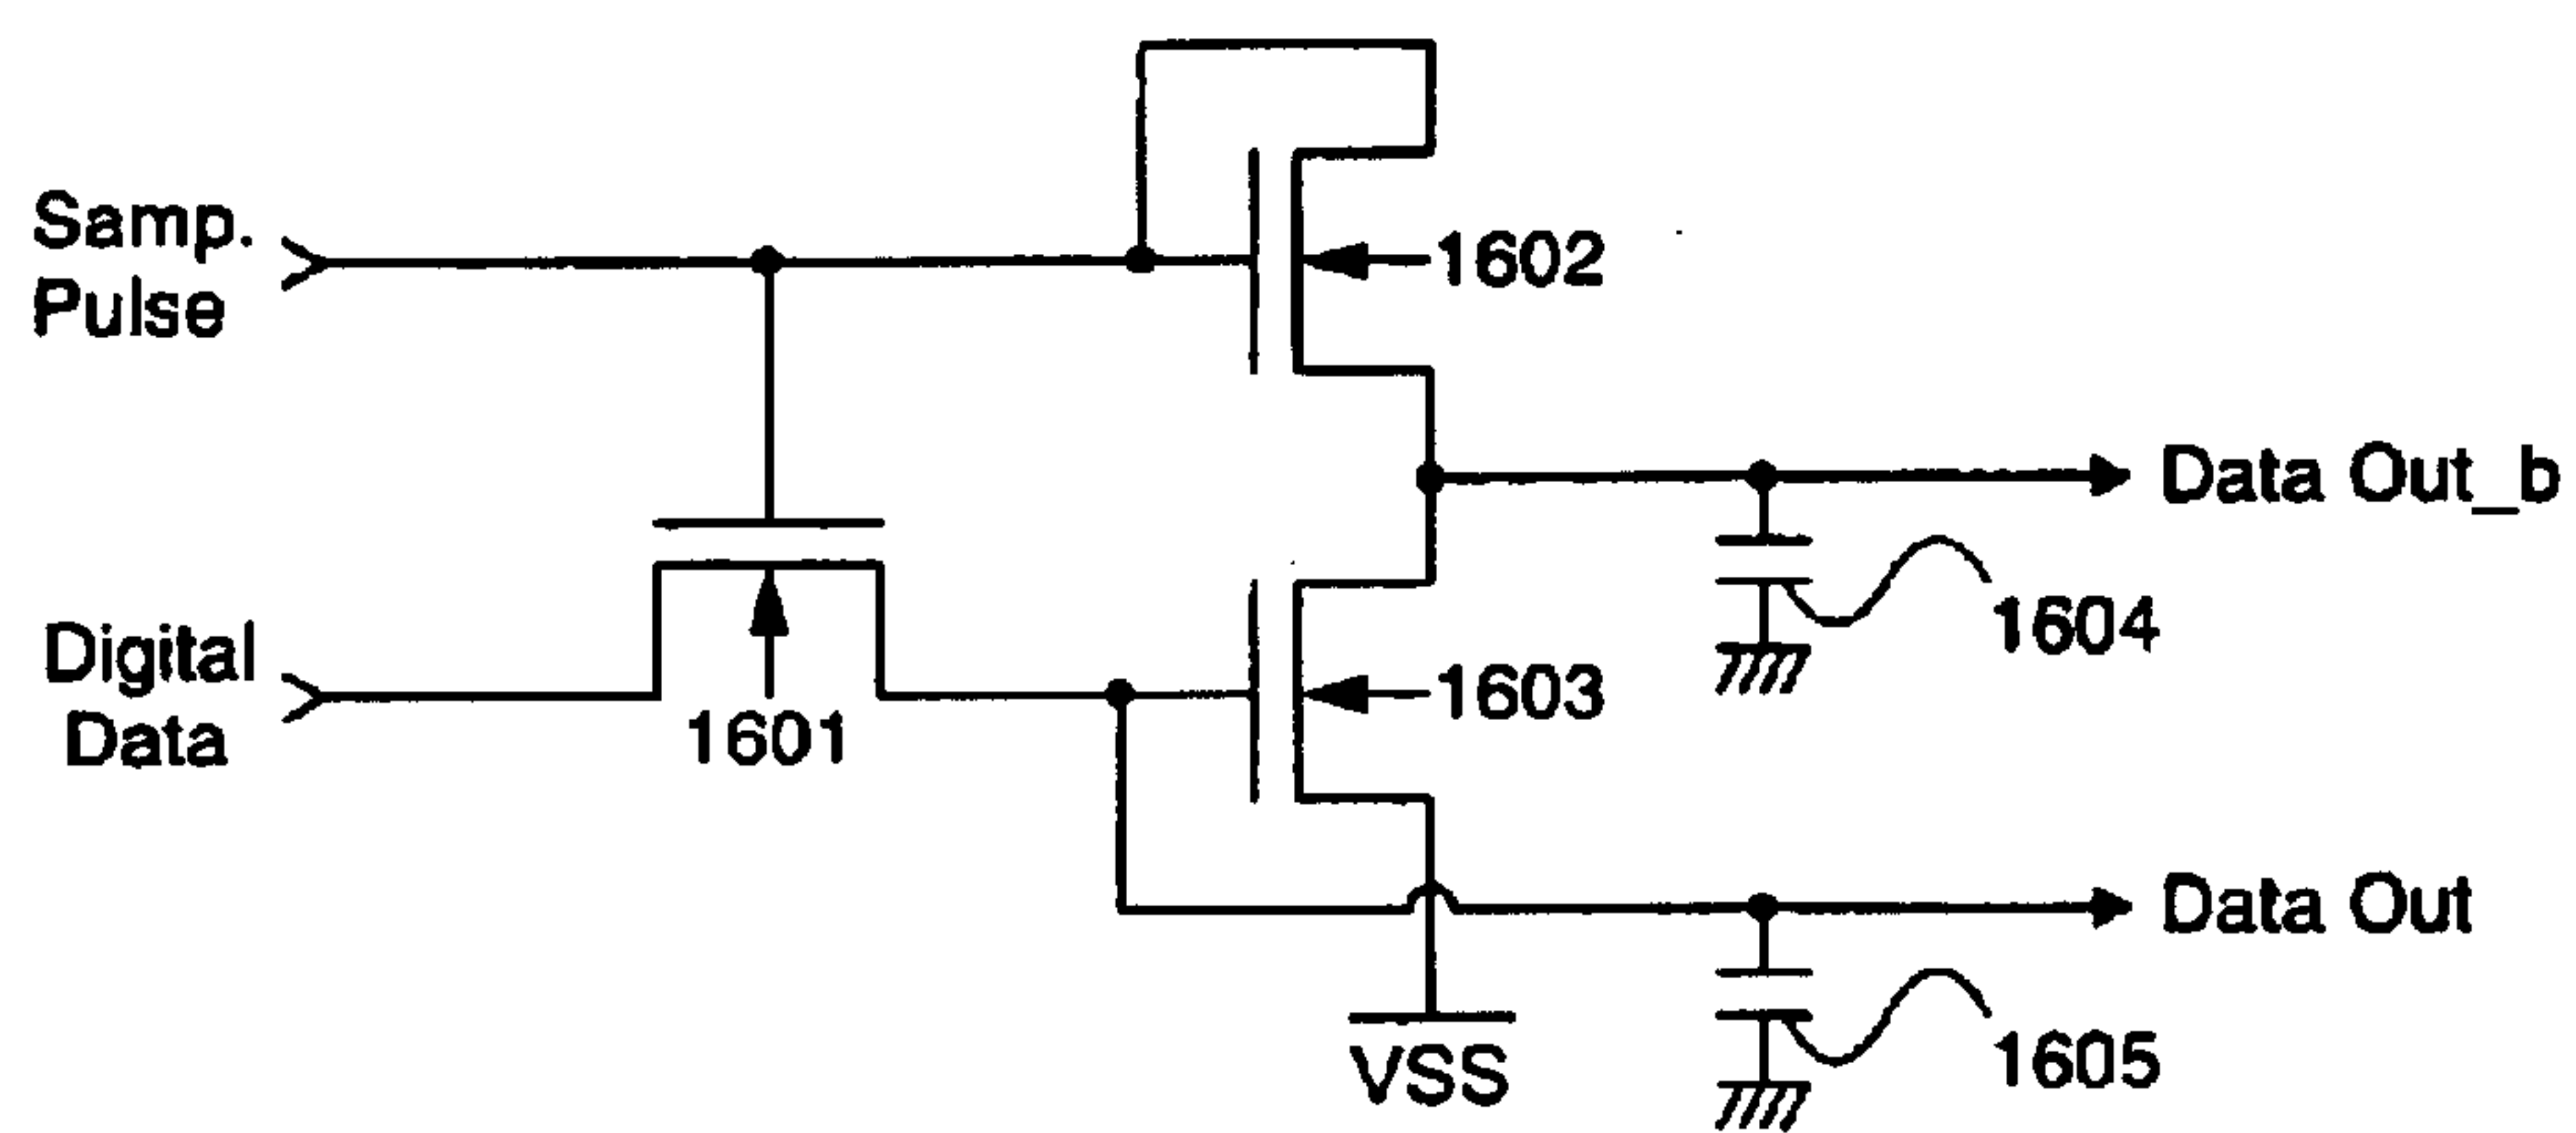 Samp.
Pulse
1602
Data Out_b
1604
Digital
Data
1601
1603
Data Out
VSS
1605